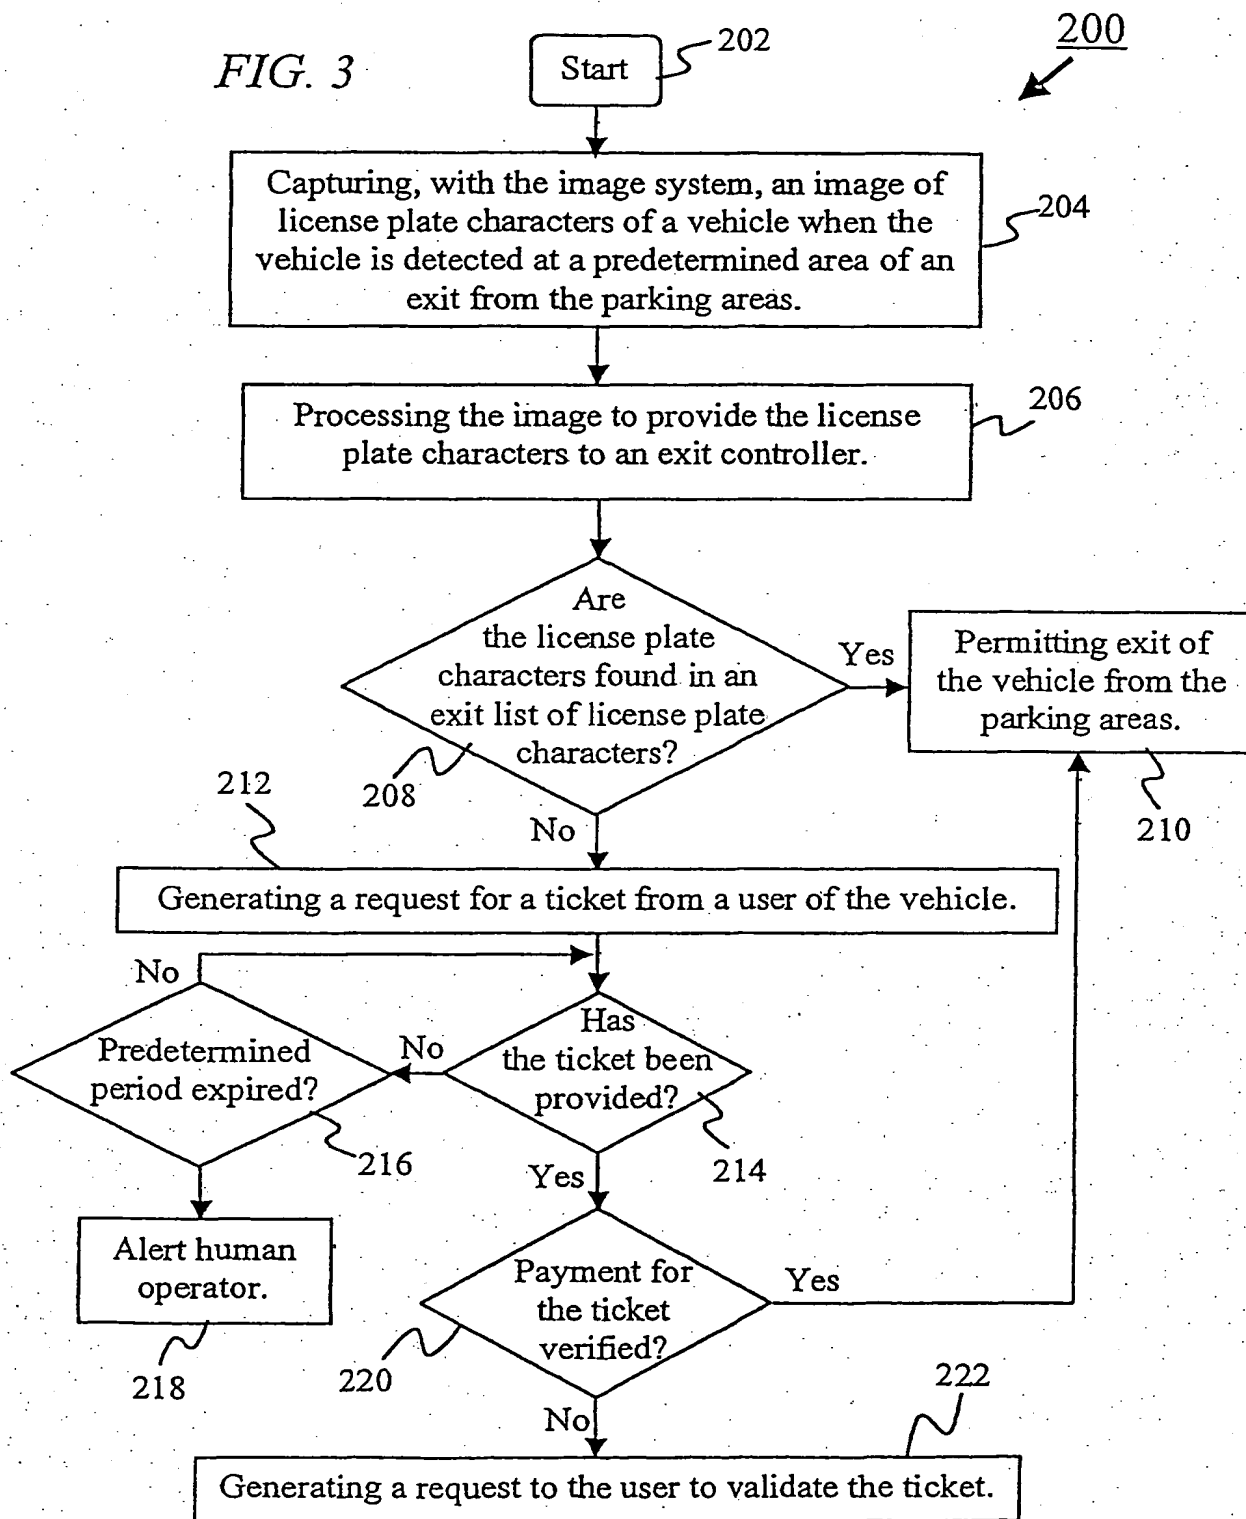 FIG. 3
200
Start
202
Capturing, with the image system, an image of
license plate characters of a vehicle when the
vehicle is detected at a predetermined area of an
exit from the parking areas.
204
Processing the image to provide the license
plate characters to an exit controller.
206
Are
the license plate
characters found in an
exit list of license plate
characters?
208
Yes
Permitting exit of
the vehicle from the
parking areas.
210
No
212
Generating a request for a ticket from a user of the vehicle.
Has
the ticket been
provided?
214
No
Predetermined
period expired?
216
No
Alert human
operator.
218
Yes
Payment for
the ticket
verified?
220
Yes
No
222
Generating a request to the user to validate the ticket.